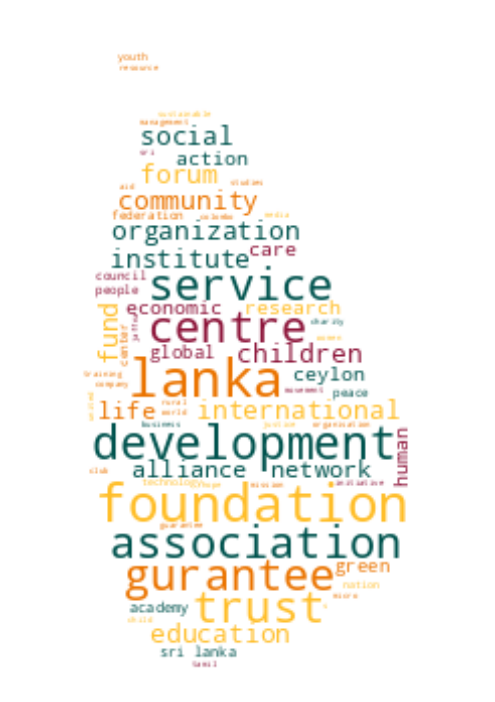 youth
resource
sustainable
management
social
sri
action
forum
aid
studies
community
federation
colombo
media
organization
institute
care
council
people
service
economic
research
fund
center
jaffna
centre
charity
global
children
women
lanka
ceylon
training
company
movement
peace
united
life
rural
world
international
business
justice
organisation
development
human
club
alliance
network
technology
hope
mission
initiative
foundation
guarantee
association
gurantee
green
nation
micro
academy
trust
child
education
sri lanka
tamil